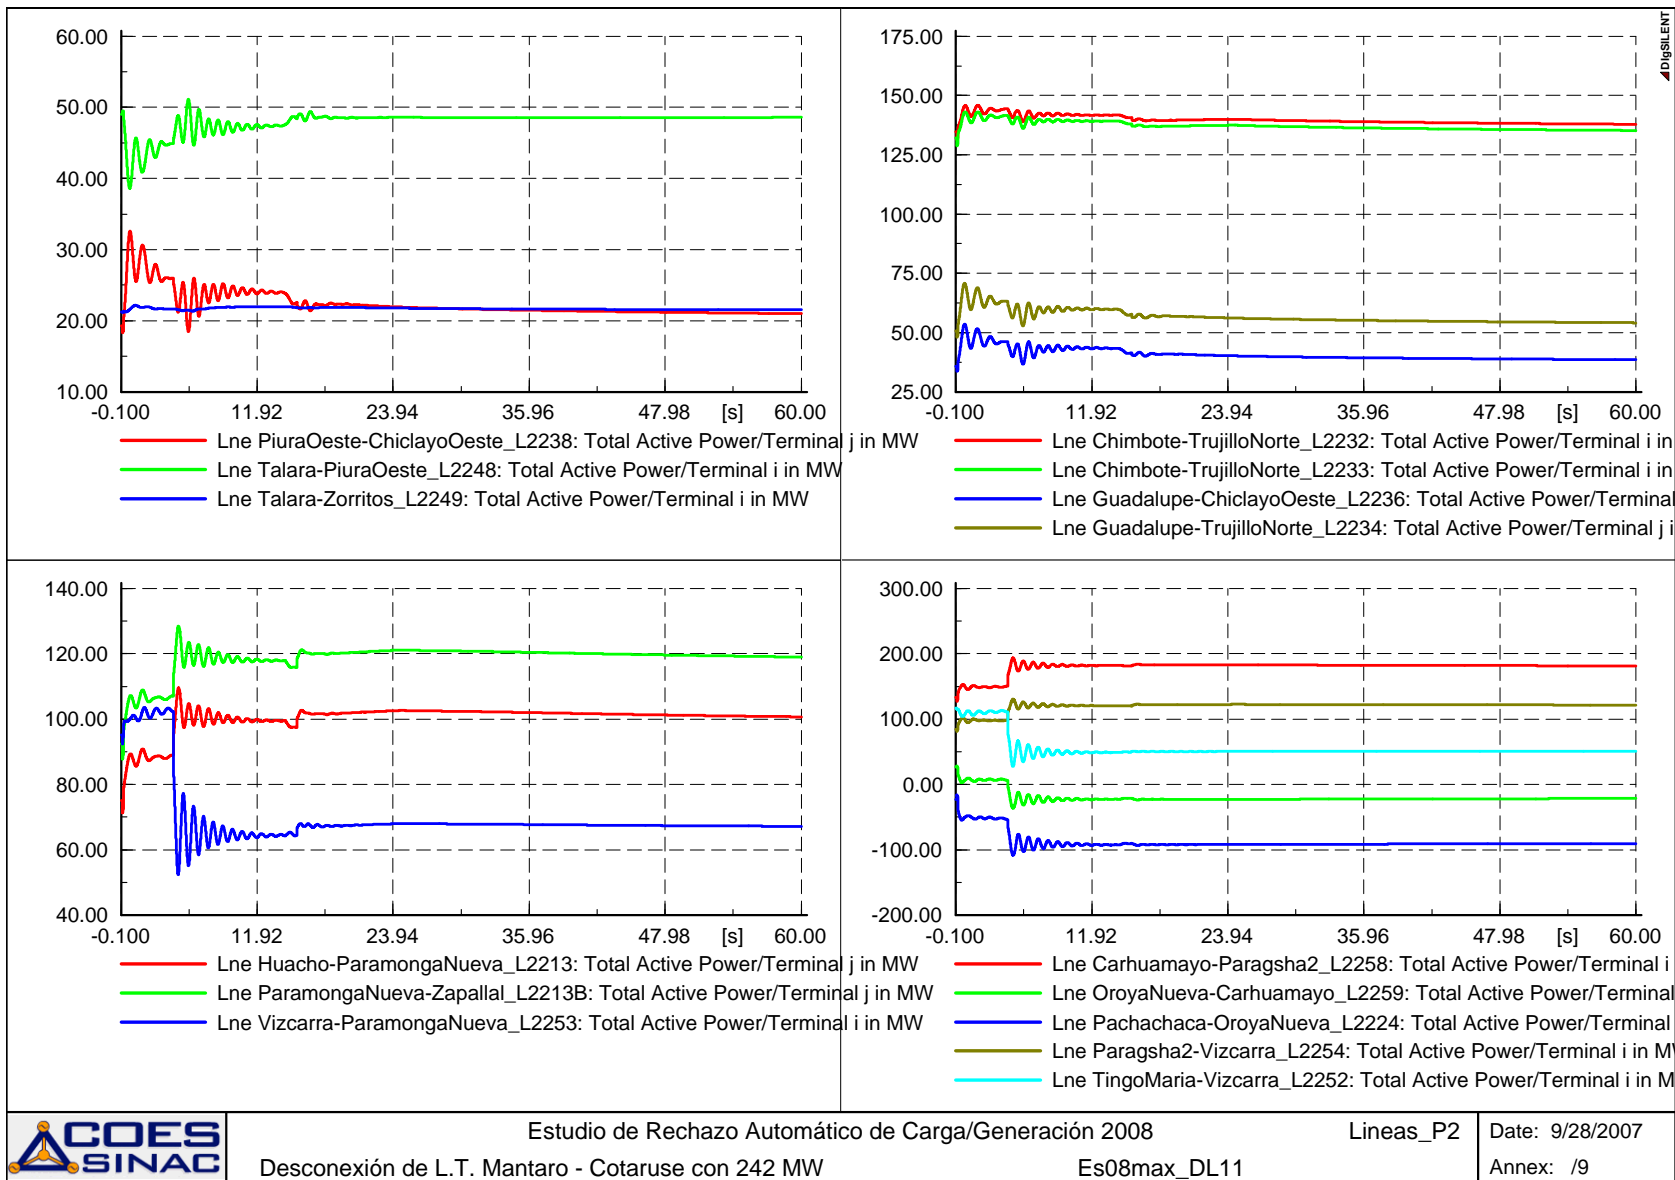 60.00
50.00
40.00
30.00
20.00
10.00
-0.100 11.92 23.94 35.96 47.98 [s] 60.00
Lne PiuraOeste-ChiclayoOeste_L2238: Total Active Power/Terminal j in MW
Lne Talara-PiuraOeste_L2248: Total Active Power/Terminal i in MW
Lne Talara-Zorritos_L2249: Total Active Power/Terminal i in MW
175.00
150.00
125.00
100.00
75.00
50.00
25.00
-0.100 11.92 23.94 35.96 47.98 [s] 60.00
Lne Chimbote-TrujilloNorte_L2232: Total Active Power/Terminal i in
Lne Chimbote-TrujilloNorte_L2233: Total Active Power/Terminal i in
Lne Guadalupe-ChiclayoOeste_L2236: Total Active Power/Terminal
Lne Guadalupe-TrujilloNorte_L2234: Total Active Power/Terminal j i
DIgSILENT
140.00
120.00
100.00
80.00
60.00
40.00
-0.100 11.92 23.94 35.96 47.98 [s] 60.00
Lne Huacho-ParamongaNueva_L2213: Total Active Power/Terminal j in MW
Lne ParamongaNueva-Zapallal_L2213B: Total Active Power/Terminal j in MW
Lne Vizcarra-ParamongaNueva_L2253: Total Active Power/Terminal i in MW
300.00
200.00
100.00
0.00
-100.00
-200.00
-0.100 11.92 23.94 35.96 47.98 [s] 60.00
Lne Carhuamayo-Paragsha2_L2258: Total Active Power/Terminal i
Lne OroyaNueva-Carhuamayo_L2259: Total Active Power/Terminal
Lne Pachachaca-OroyaNueva_L2224: Total Active Power/Terminal
Lne Paragsha2-Vizcarra_L2254: Total Active Power/Terminal i in M
Lne TingoMaria-Vizcarra_L2252: Total Active Power/Terminal i in M
COES
SINAC
Estudio de Rechazo Automático de Carga/Generación 2008 Lineas_P2
Desconexión de L.T. Mantaro - Cotaruse con 242 MW Es08max_DL11
Date: 9/28/2007
Annex: /9